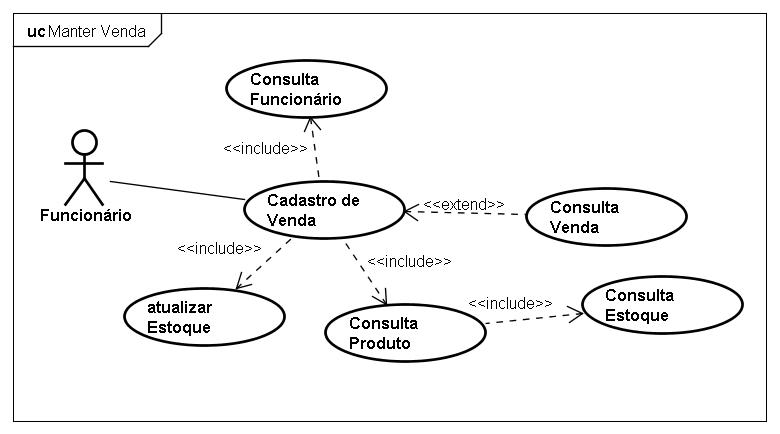 uc Manter Venda
Consulta
Funcionário
<<include>>
Funcionário
Cadastro de
Venda
<<extend>>
Consulta
Venda
<<include>>
<<include>>
atualizar
Estoque
Consulta
Produto
<<include>>
Consulta
Estoque